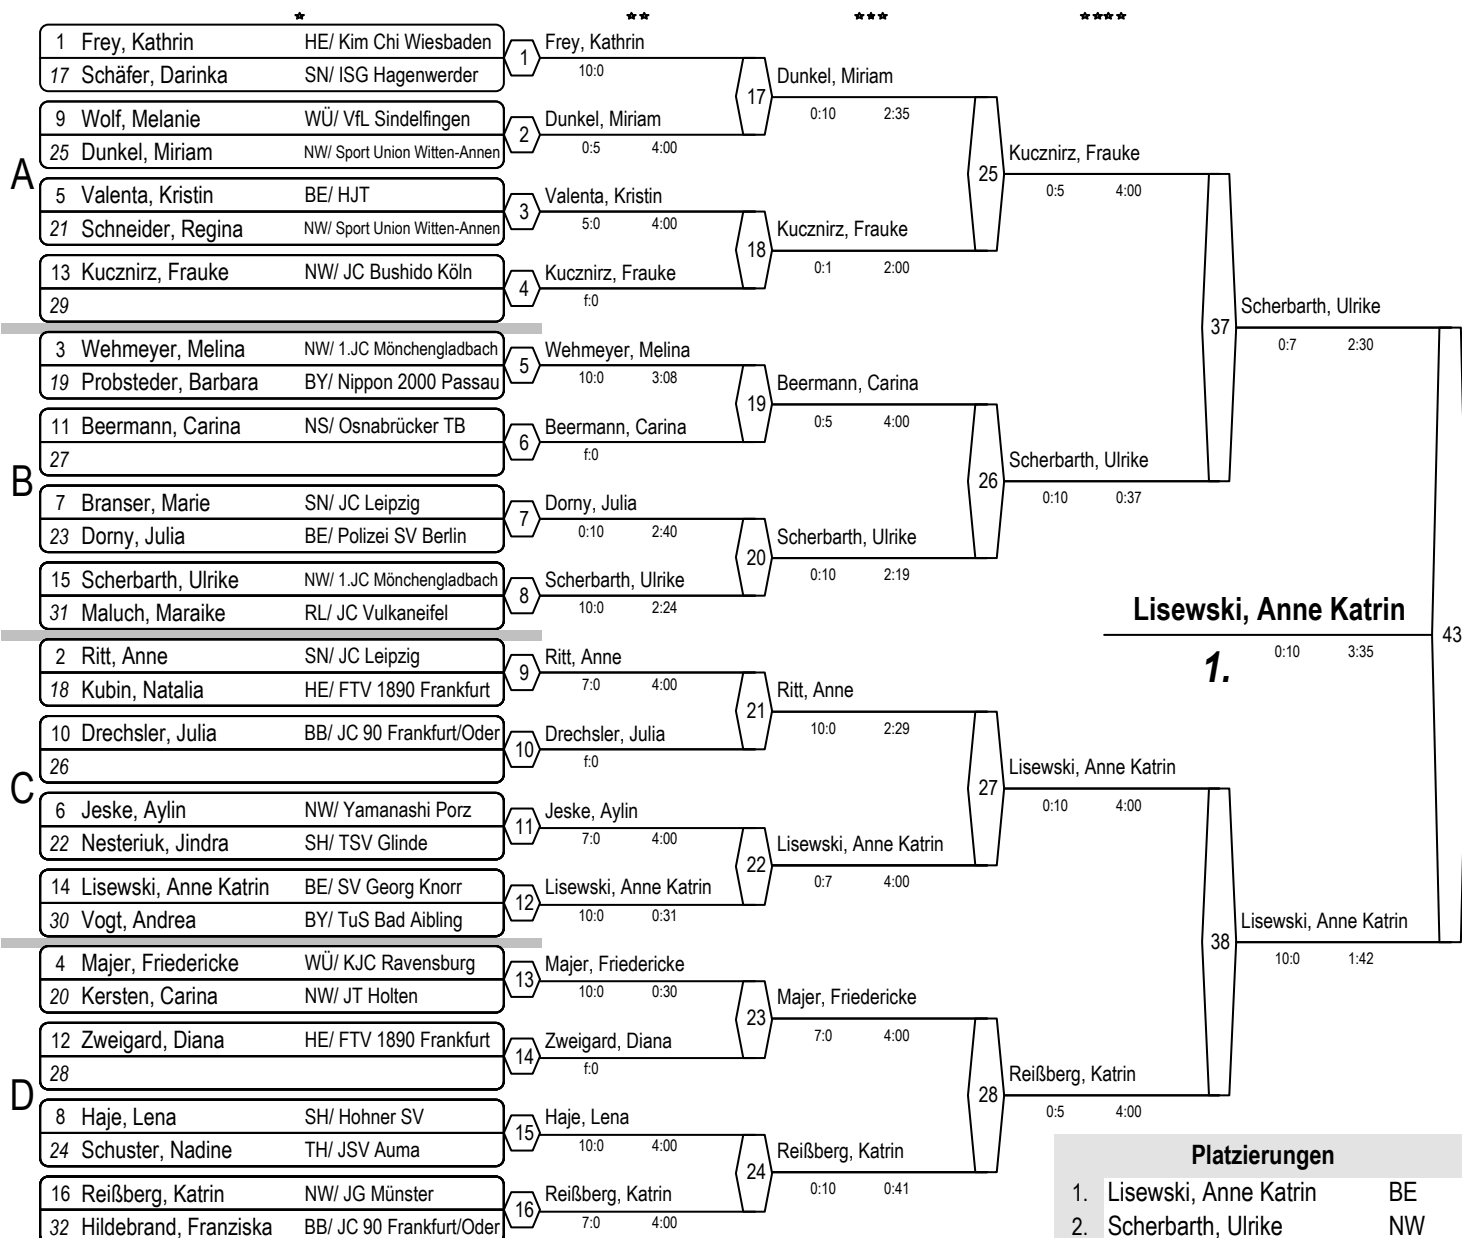 * ** *** ****
1 Frey, Kathrin HE/ Kim Chi Wiesbaden
17 Schäfer, Darinka SN/ ISG Hagenwerder
1 Frey, Kathrin
10:0
9 Wolf, Melanie WÜ/ VfL Sindelfingen
25 Dunkel, Miriam NW/ Sport Union Witten-Annen
2 Dunkel, Miriam
0:5 4:00
17 Dunkel, Miriam
0:10 2:35
A
5 Valenta, Kristin BE/ HJT
21 Schneider, Regina NW/ Sport Union Witten-Annen
3 Valenta, Kristin
5:0 4:00
13 Kucznirz, Frauke NW/ JC Bushido Köln
29
4 Kucznirz, Frauke
f:0
18 Kucznirz, Frauke
0:1 2:00
25 Kucznirz, Frauke
0:5 4:00
3 Wehmeyer, Melina NW/ 1.JC Mönchengladbach
19 Probsteder, Barbara BY/ Nippon 2000 Passau
5 Wehmeyer, Melina
10:0 3:08
11 Beermann, Carina NS/ Osnabrücker TB
27
6 Beermann, Carina
f:0
19 Beermann, Carina
0:5 4:00
B
7 Branser, Marie SN/ JC Leipzig
23 Dorny, Julia BE/ Polizei SV Berlin
7 Dorny, Julia
0:10 2:40
15 Scherbarth, Ulrike NW/ 1.JC Mönchengladbach
31 Maluch, Maraike RL/ JC Vulkaneifel
8 Scherbarth, Ulrike
10:0 2:24
20 Scherbarth, Ulrike
0:10 2:19
26 Scherbarth, Ulrike
0:10 0:37
37 Scherbarth, Ulrike
0:7 2:30
Lisewski, Anne Katrin
43
1. 0:10 3:35
2 Ritt, Anne SN/ JC Leipzig
18 Kubin, Natalia HE/ FTV 1890 Frankfurt
9 Ritt, Anne
7:0 4:00
10 Drechsler, Julia BB/ JC 90 Frankfurt/Oder
26
10 Drechsler, Julia
f:0
21 Ritt, Anne
10:0 2:29
C
6 Jeske, Aylin NW/ Yamanashi Porz
22 Nesteriuk, Jindra SH/ TSV Glinde
11 Jeske, Aylin
7:0 4:00
14 Lisewski, Anne Katrin BE/ SV Georg Knorr
30 Vogt, Andrea BY/ TuS Bad Aibling
12 Lisewski, Anne Katrin
10:0 0:31
22 Lisewski, Anne Katrin
0:7 4:00
27 Lisewski, Anne Katrin
0:10 4:00
4 Majer, Friedericke WÜ/ KJC Ravensburg
20 Kersten, Carina NW/ JT Holten
13 Majer, Friedericke
10:0 0:30
12 Zweigard, Diana HE/ FTV 1890 Frankfurt
28
14 Zweigard, Diana
f:0
23 Majer, Friedericke
7:0 4:00
D
8 Haje, Lena SH/ Hohner SV
24 Schuster, Nadine TH/ JSV Auma
15 Haje, Lena
10:0 4:00
16 Reißberg, Katrin NW/ JG Münster
32 Hildebrand, Franziska BB/ JC 90 Frankfurt/Oder
16 Reißberg, Katrin
7:0 4:00
24 Reißberg, Katrin
0:10 0:41
28 Reißberg, Katrin
0:5 4:00
38 Lisewski, Anne Katrin
10:0 1:42
Platzierungen
1. Lisewski, Anne Katrin BE
2. Scherbarth, Ulrike NW